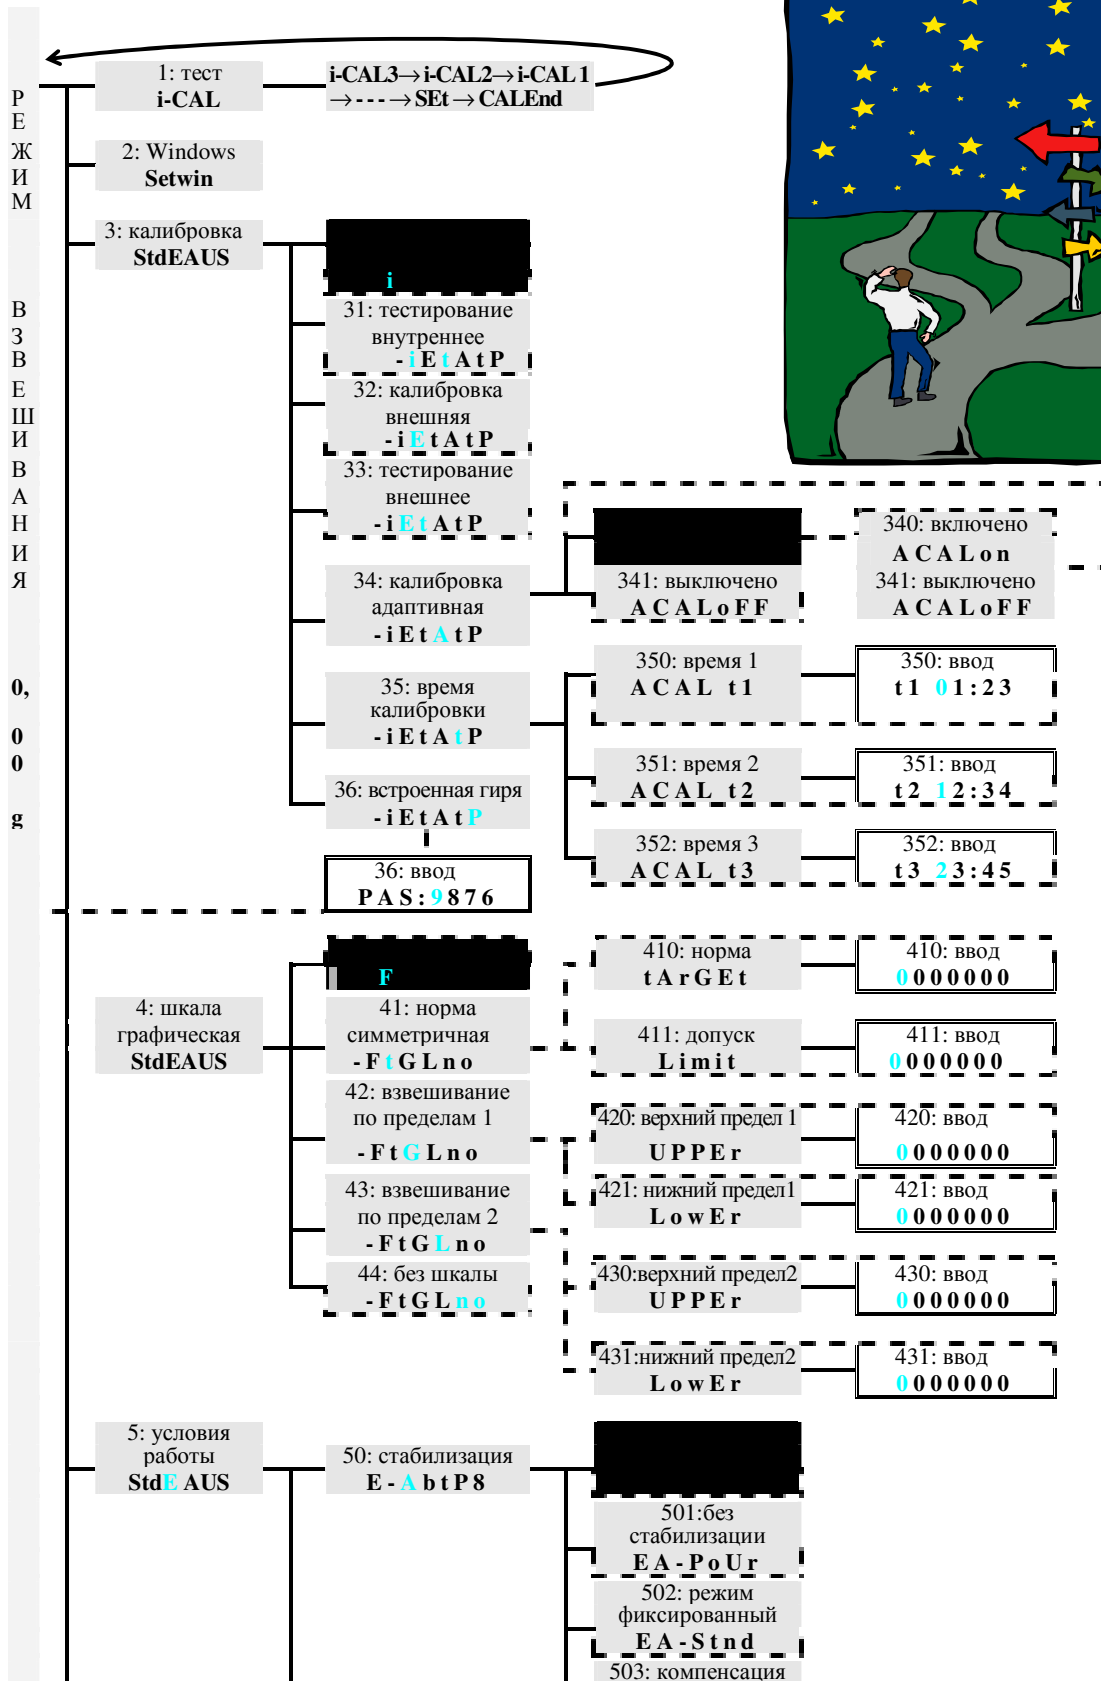 РЕЖИМ ВЗВЕШИВАНИЯ
0,00 g
1: тест
i-CAL
i-CAL3→i-CAL2→i-CAL1
→---→SEt→CALEnd
2: Windows
Setwin
3: калибровка
StdEAUS
i
31: тестирование
внутреннее
-iEtAtP
32: калибровка
внешняя
-iEtAtP
33: тестирование
внешнее
-iEtAtP
34: калибровка
адаптивная
-iEtAtP
341: выключено
ACALoFF
340: включено
ACALon
341: выключено
ACALoFF
35: время
калибровки
-iEtAtP
350: время 1
ACAL t1
350: ввод
t1 01:23
351: время 2
ACAL t2
351: ввод
t2 12:34
352: время 3
ACAL t3
352: ввод
t3 23:45
36: встроенная гиря
-iEtAtP
36: ввод
PAS:9876
4: шкала
графическая
StdEAUS
F
41: норма
симметричная
-FtGLno
410: норма
tArGEt
410: ввод
0000000
411: допуск
Limit
411: ввод
0000000
42: взвешивание
по пределам 1
-FtGLno
420: верхний предел 1
UPPEr
420: ввод
0000000
421: нижний предел1
LowEr
421: ввод
0000000
43: взвешивание
по пределам 2
-FtGLno
430:верхний предел2
UPPEr
430: ввод
0000000
431:нижний предел2
LowEr
431: ввод
0000000
44: без шкалы
-FtGLno
5: условия
работы
StdEAUS
50: стабилизация
E-AbtP8
501:без
стабилизации
EA-PoUr
502: режим
фиксированный
EA-Stnd
503: компенсация